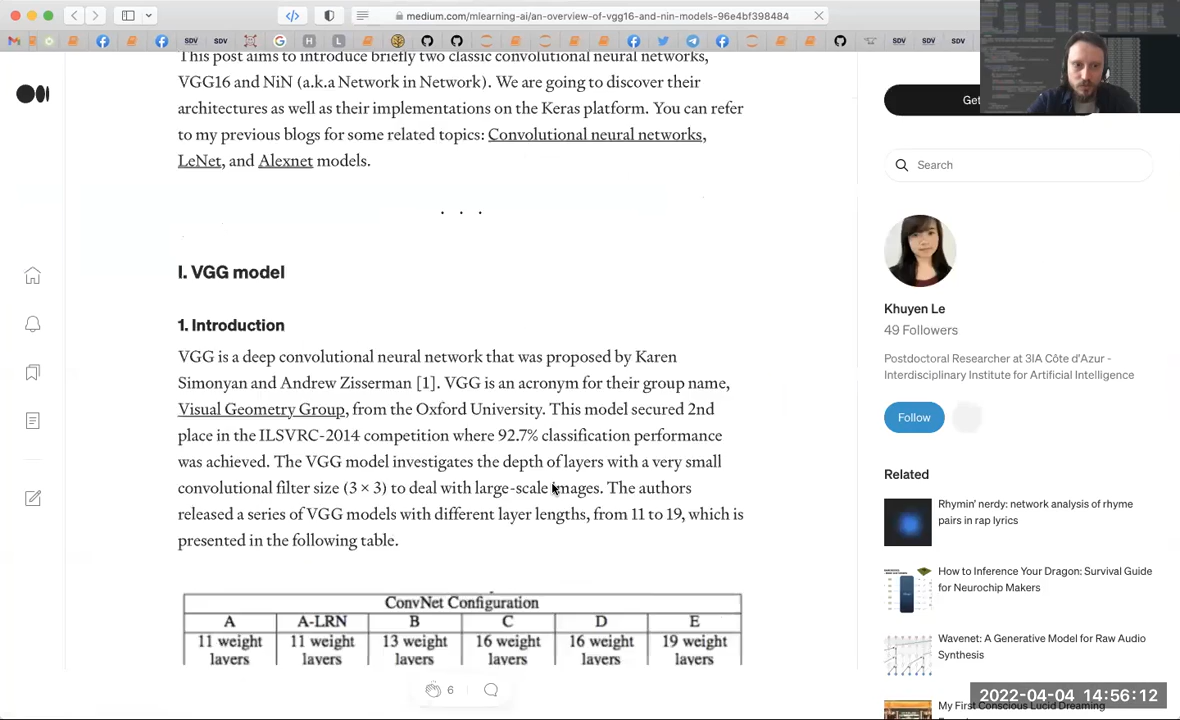 medium.com/mlearning-ai/an-overview-of-vgg16-and-nin-models-96e4bf398484
SDV
SDV
H
L
SDV
SDV
SDV
This post aims to introduce briefly two classic convolutional neural networks,
VGG16 and NiN (a.k.a Network in Network). We are going to discover their
architectures as well as their implementations on the Keras platform. You can refer
to my previous blogs for some related topics: Convolutional neural networks,
LeNet, and Alexnet models.
. . .
I. VGG model
1. Introduction
VGG is a deep convolutional neural network that was proposed by Karen
Simonyan and Andrew Zisserman [1]. VGG is an acronym for their group name,
Visual Geometry Group, from the Oxford University. This model secured 2nd
place in the ILSVRC-2014 competition where 92.7% classification performance
was achieved. The VGG model investigates the depth of layers with a very small
convolutional filter size (3 × 3) to deal with large-scale images. The authors
released a series of VGG models with different layer lengths, from 11 to 19, which is
presented in the following table.
ConvNet Configuration
A A-LRN B C D E
11 weight 11 weight 13 weight 16 weight 16 weight 19 weight
layers layers layers layers layers layers
6
Get
Search
Khuyen Le
49 Followers
Postdoctoral Researcher at 3IA Côte d'Azur -
Interdisciplinary Institute for Artificial Intelligence
Follow
Related
Rhymin' nerdy: network analysis of rhyme
pairs in rap lyrics
How to Inference Your Dragon: Survival Guide
for Neurochip Makers
Wavenet: A Generative Model for Raw Audio
Synthesis
My First Conscious Lucid Dreaming
2022-04-04 14:56:12